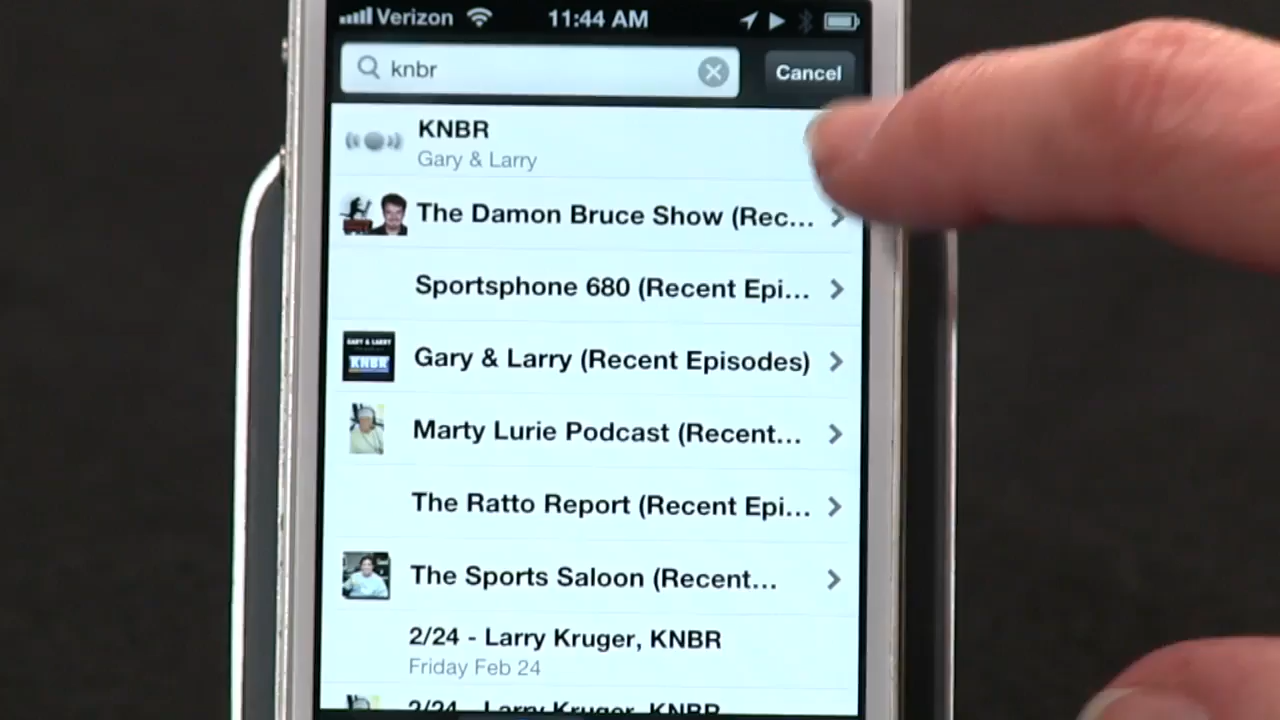 Verizon 11:44 AM
knbr
Cancel
KNBR
Gary & Larry
The Damon Bruce Show (Rec...
Sportsphone 680 (Recent Epi...
GARY & LARRY
KNBR
Gary & Larry (Recent Episodes)
Marty Lurie Podcast (Recent...
The Ratto Report (Recent Epi...
The Sports Saloon (Recent...
2/24 - Larry Kruger, KNBR
Friday Feb 24
2/24 - Larry Kruger, KNBR